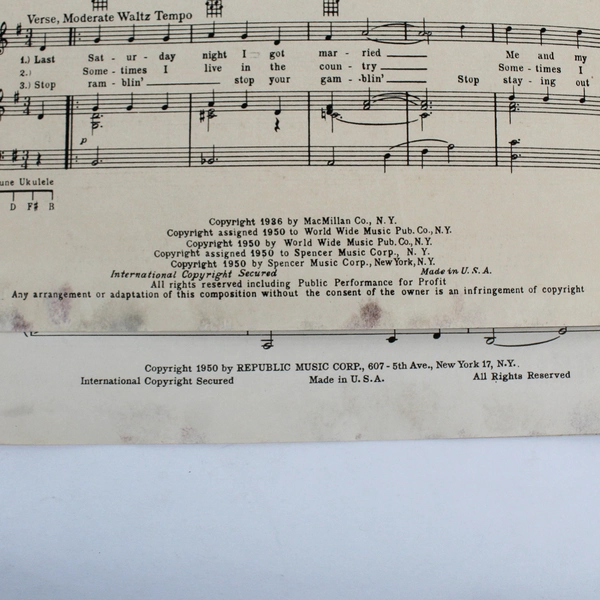 Verse, Moderate Waltz Tempo
1.) Last Sat - ur - day night I got mar - ried Me and my
2.) Some - times I live in the coun - try Some - times I
3.) Stop ram - blin' stop your gam - blin' Stop stay - ing out
p
une Ukulele
D F# B
Copyright 1936 by MacMillan Co., N.Y.
Copyright assigned 1950 to World Wide Music Pub. Co., N.Y.
Copyright 1950 by World Wide Music Pub. Co., N.Y.
Copyright assigned 1950 to Spencer Music Corp., N. Y.
Copyright 1950 by Spencer Music Corp., New York, N.Y.
International Copyright Secured Made in U. S. A.
All rights reserved including Public Performance for Profit
Any arrangement or adaptation of this composition without the consent of the owner is an infringement of copyright
Copyright 1950 by REPUBLIC MUSIC CORP., 607 - 5th Ave., New York 17, N.Y.
International Copyright Secured Made in U. S. A. All Rights Reserved